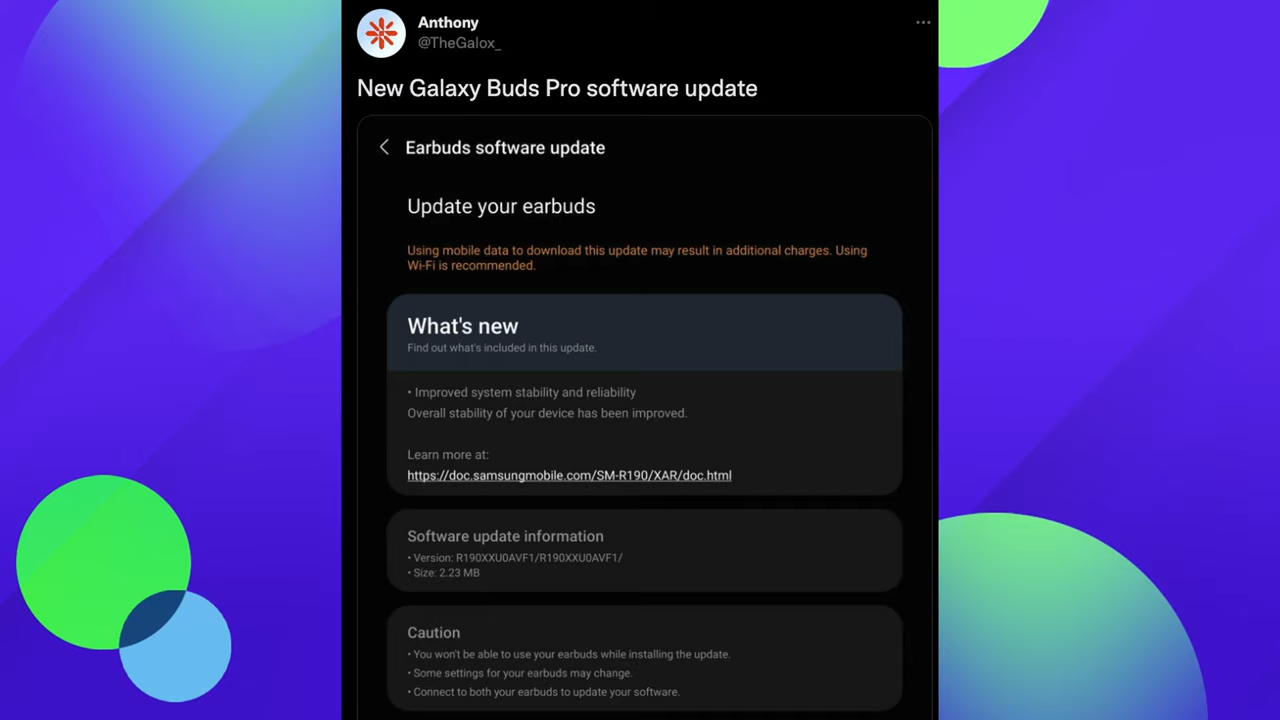 Anthony
@TheGalox_
New Galaxy Buds Pro software update
Earbuds software update
Update your earbuds
Using mobile data to download this update may result in additional charges. Using
Wi-Fi is recommended.
What's new
Find out what's included in this update.
• Improved system stability and reliability
Overall stability of your device has been improved.
Learn more at:
https://doc.samsungmobile.com/SM-R190/XAR/doc.html
Software update information
• Version: R190XXU0AVF1/R190XXU0AVF1/
• Size: 2.23 MB
Caution
• You won't be able to use your earbuds while installing the update.
• Some settings for your earbuds may change.
• Connect to both your earbuds to update your software.